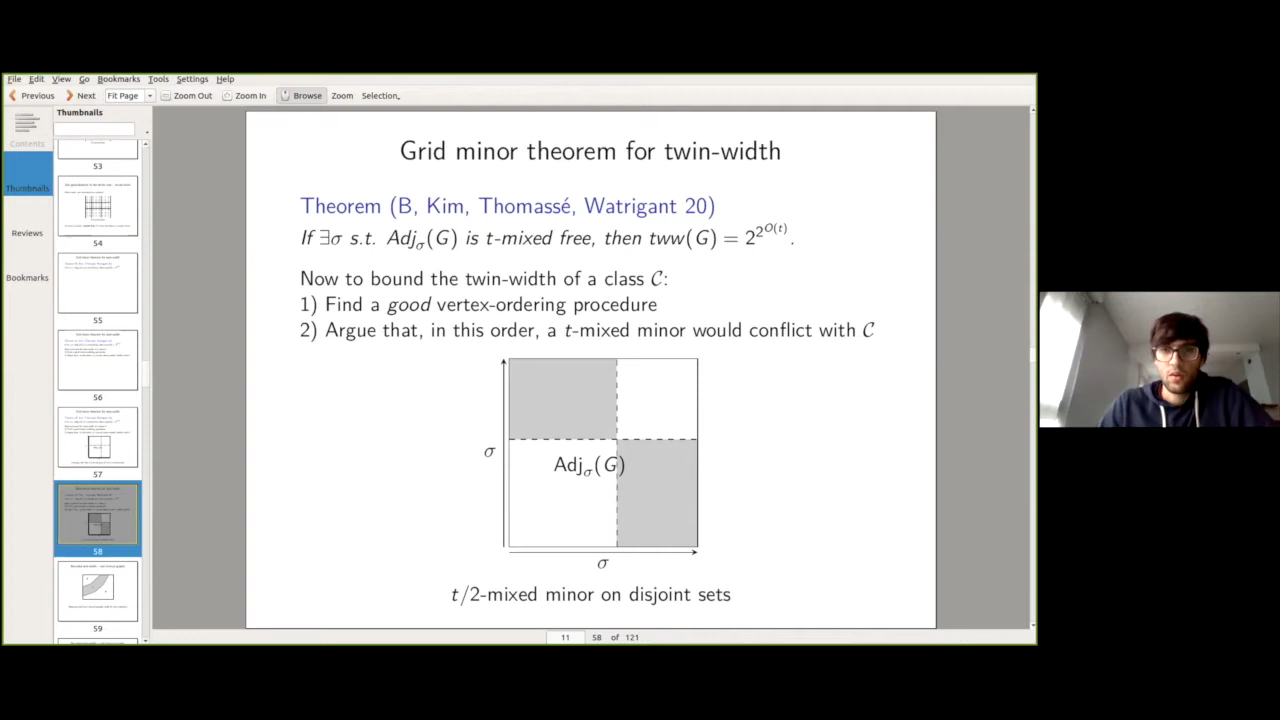 File Edit View Go Bookmarks Tools Settings Help
Previous Next Fit Page Zoom Out Zoom In Browse Zoom Selection
Thumbnails
Contents
Thumbnails
Reviews
Bookmarks
53
54
55
56
57
58
59
Grid minor theorem for twin-width
Theorem (B, Kim, Thomassé, Watrigant 20)
If ∃σ s.t. Adj_σ(G) is t-mixed free, then tww(G) = 2^{2^{O(t)}}.
Now to bound the twin-width of a class 𝒞:
1) Find a good vertex-ordering procedure
2) Argue that, in this order, a t-mixed minor would conflict with 𝒞
σ
Adj_σ(G)
σ
t/2-mixed minor on disjoint sets
11 58 of 121